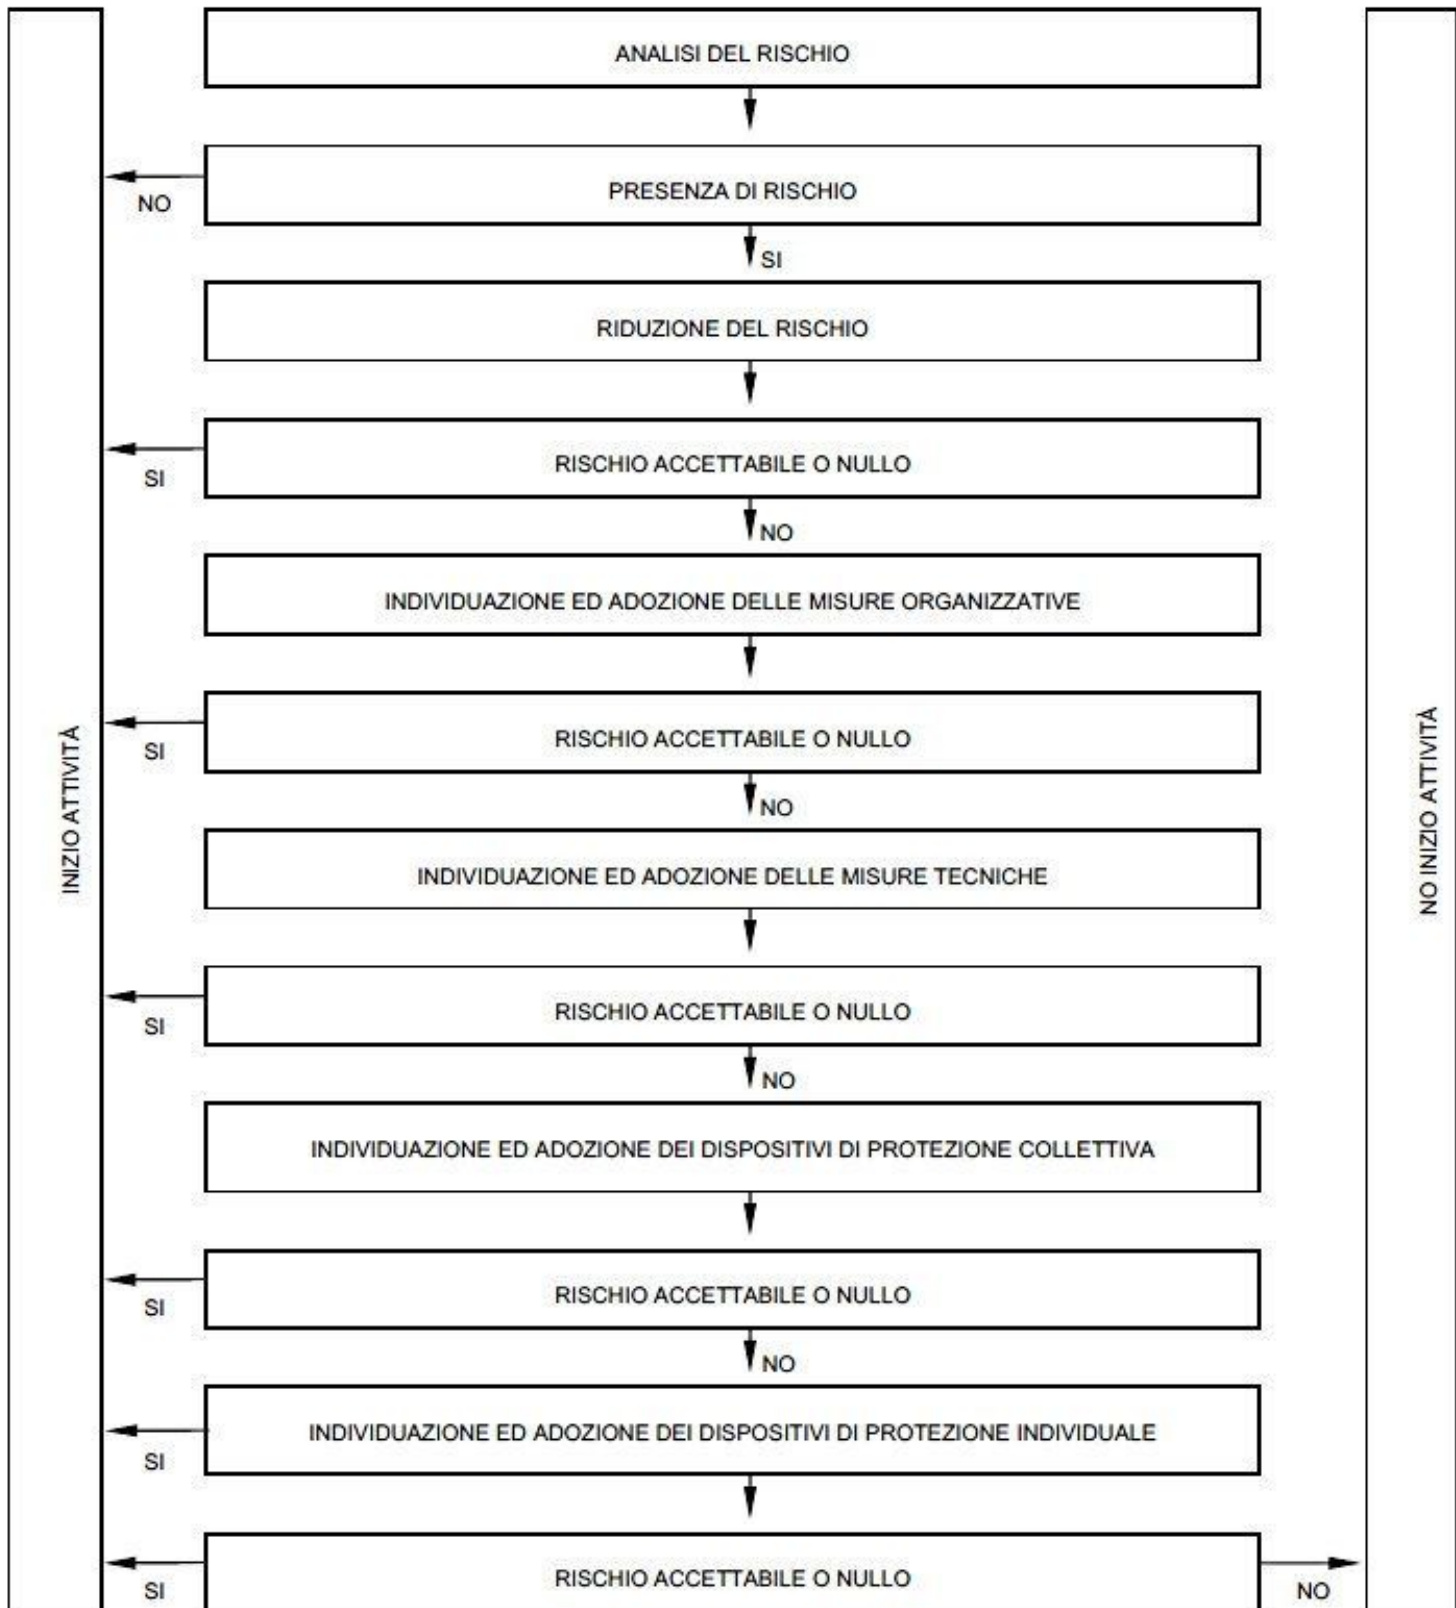 ANALISI DEL RISCHIO
PRESENZA DI RISCHIO
NO
SI
RIDUZIONE DEL RISCHIO
RISCHIO ACCETTABILE O NULLO
SI
NO
INDIVIDUAZIONE ED ADOZIONE DELLE MISURE ORGANIZZATIVE
RISCHIO ACCETTABILE O NULLO
SI
NO
INDIVIDUAZIONE ED ADOZIONE DELLE MISURE TECNICHE
RISCHIO ACCETTABILE O NULLO
SI
NO
INDIVIDUAZIONE ED ADOZIONE DEI DISPOSITIVI DI PROTEZIONE COLLETTIVA
RISCHIO ACCETTABILE O NULLO
SI
NO
INDIVIDUAZIONE ED ADOZIONE DEI DISPOSITIVI DI PROTEZIONE INDIVIDUALE
SI
RISCHIO ACCETTABILE O NULLO
SI
NO
INIZIO ATTIVITÀ
NO INIZIO ATTIVITÀ